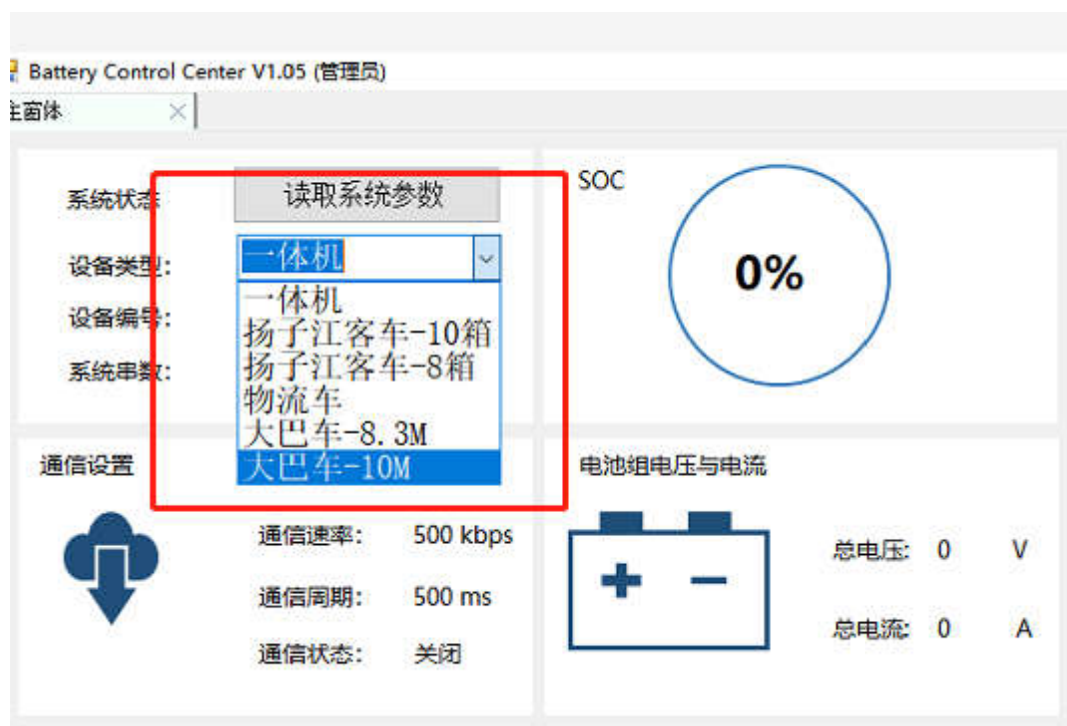 Battery Control Center V1.05 (管理员)
主窗体
系统状态
读取系统参数
设备类型:
一体机
一体机
扬子江客车-10箱
扬子江客车-8箱
物流车
大巴车-8.3M
大巴车-10M
设备编号:
系统串数:
SOC
0%
通信设置
通信速率: 500 kbps
通信周期: 500 ms
通信状态: 关闭
电池组电压与电流
总电压: 0 V
总电流: 0 A